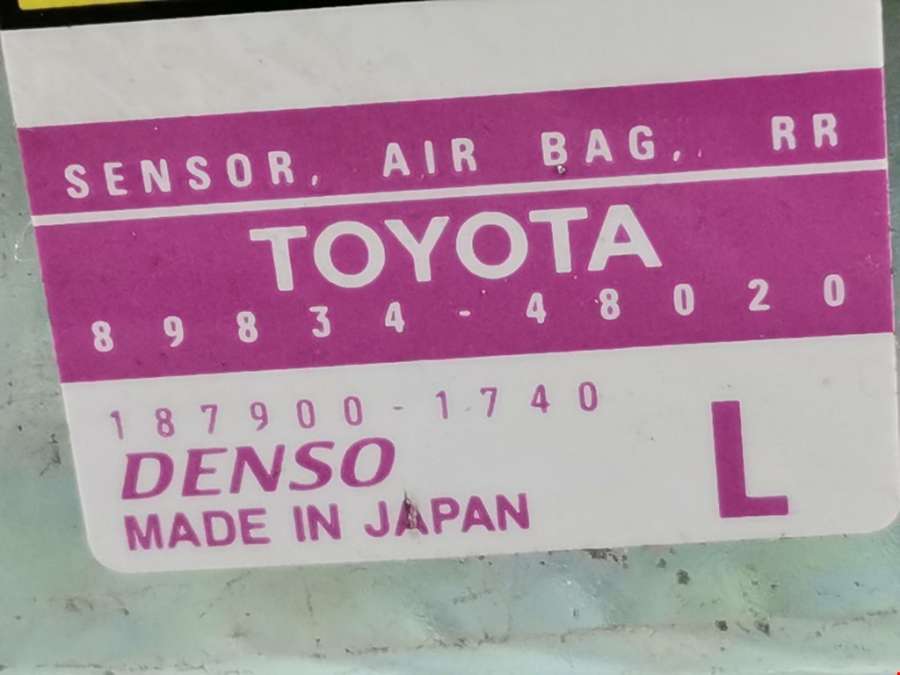 SENSOR, AIR BAG, RR
TOYOTA
89834-48020
187900-1740
DENSO
MADE IN JAPAN
L